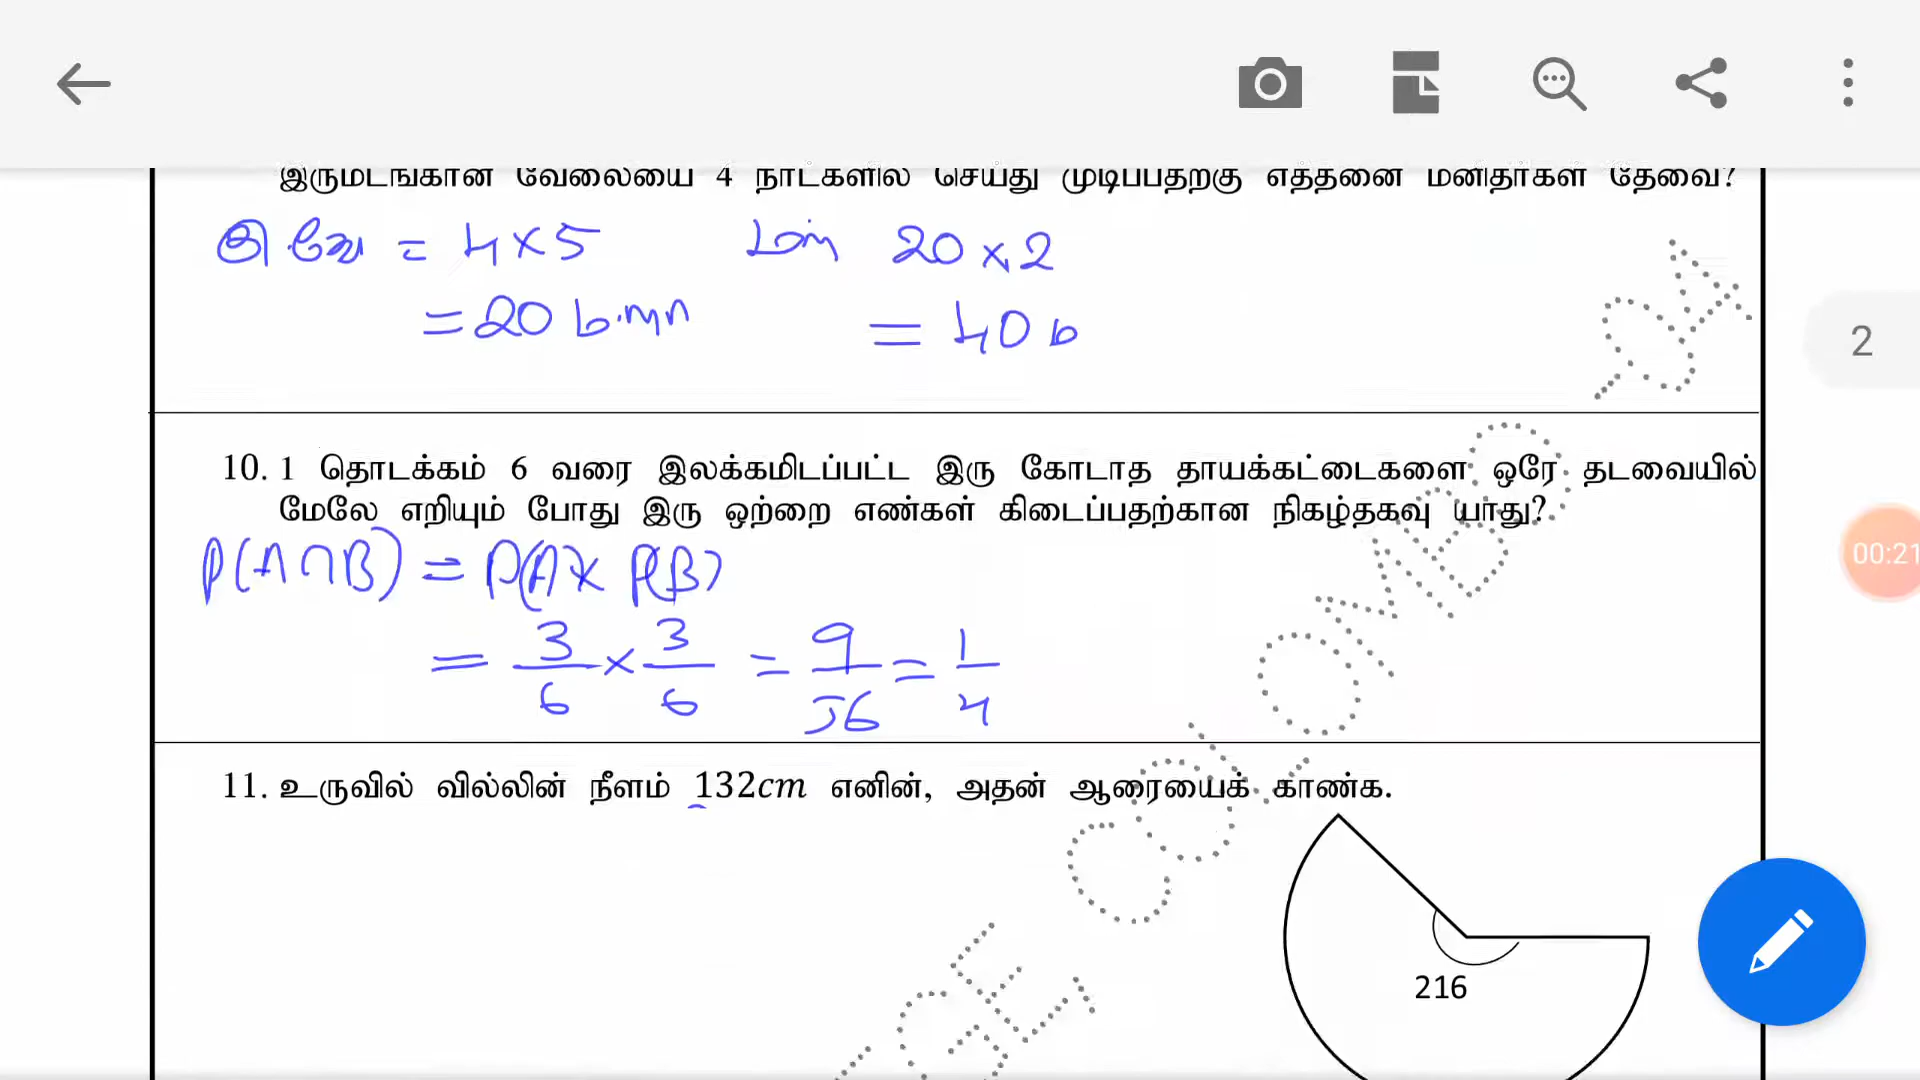 இருமடங்கான வேலையை 4 நாட்களில் செய்து முடிப்பதற்கு எத்தனை மனிதர்கள் தேவை?
= 4 × 5 20 × 2
= 20 = 40
2
10. 1 தொடக்கம் 6 வரை இலக்கமிடப்பட்ட இரு கோடாத தாயக்கட்டைகளை ஒரே தடவையில்
மேலே எறியும் போது இரு ஒற்றை எண்கள் கிடைப்பதற்கான நிகழ்தகவு யாது?
00:21
P(A∩B) = P(A) × P(B)
= 3/6 × 3/6 = 9/36 = 1/4
11. உருவில் வில்லின் நீளம் 132cm எனின், அதன் ஆரையைக் காண்க.
216
GE COLOMBO